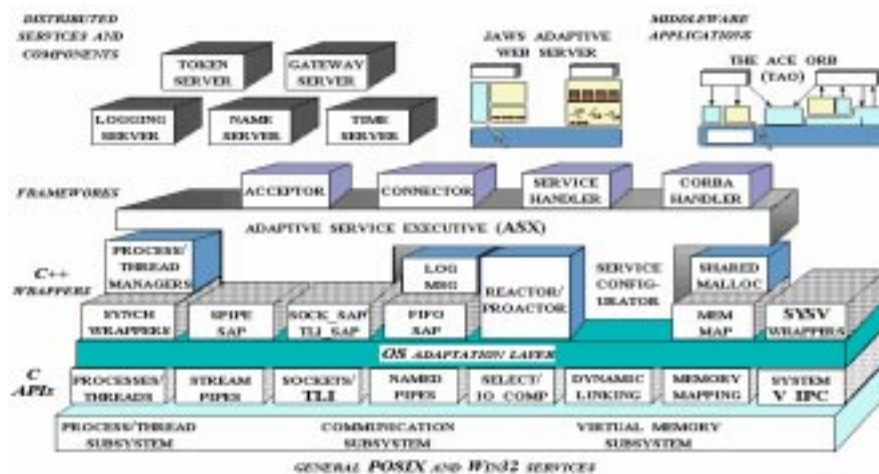 DISTRIBUTED
SERVICES AND
COMPONENTS
TOKEN
SERVER
GATEWAY
SERVER
LOGGING
SERVER
NAME
SERVER
TIME
SERVER
JAWS ADAPTIVE
WEB SERVER
MIDDLEWARE
APPLICATIONS
THE ACE ORB
(TAO)
FRAMEWORKS
ACCEPTOR
CONNECTOR
SERVICE
HANDLER
CORBA
HANDLER
ADAPTIVE SERVICE EXECUTIVE (ASX)
C++
WRAPPERS
PROCESS/
THREAD
MANAGERS
LOG
MSG
REACTOR/
PROACTOR
SERVICE
CONFIG-
URATOR
SHARED
MALLOC
SYNCH
WRAPPERS
SPIPE
SAP
SOCK_SAP/
TLI_SAP
FIFO
SAP
MEM
MAP
SYSV
WRAPPERS
OS ADAPTATION LAYER
C
APIs
PROCESSES/
THREADS
STREAM
PIPES
SOCKETS/
TLI
NAMED
PIPES
SELECT/
IO COMP
DYNAMIC
LINKING
MEMORY
MAPPING
SYSTEM
V IPC
PROCESS/THREAD
SUBSYSTEM
COMMUNICATION
SUBSYSTEM
VIRTUAL MEMORY
SUBSYSTEM
GENERAL POSIX AND WIN32 SERVICES